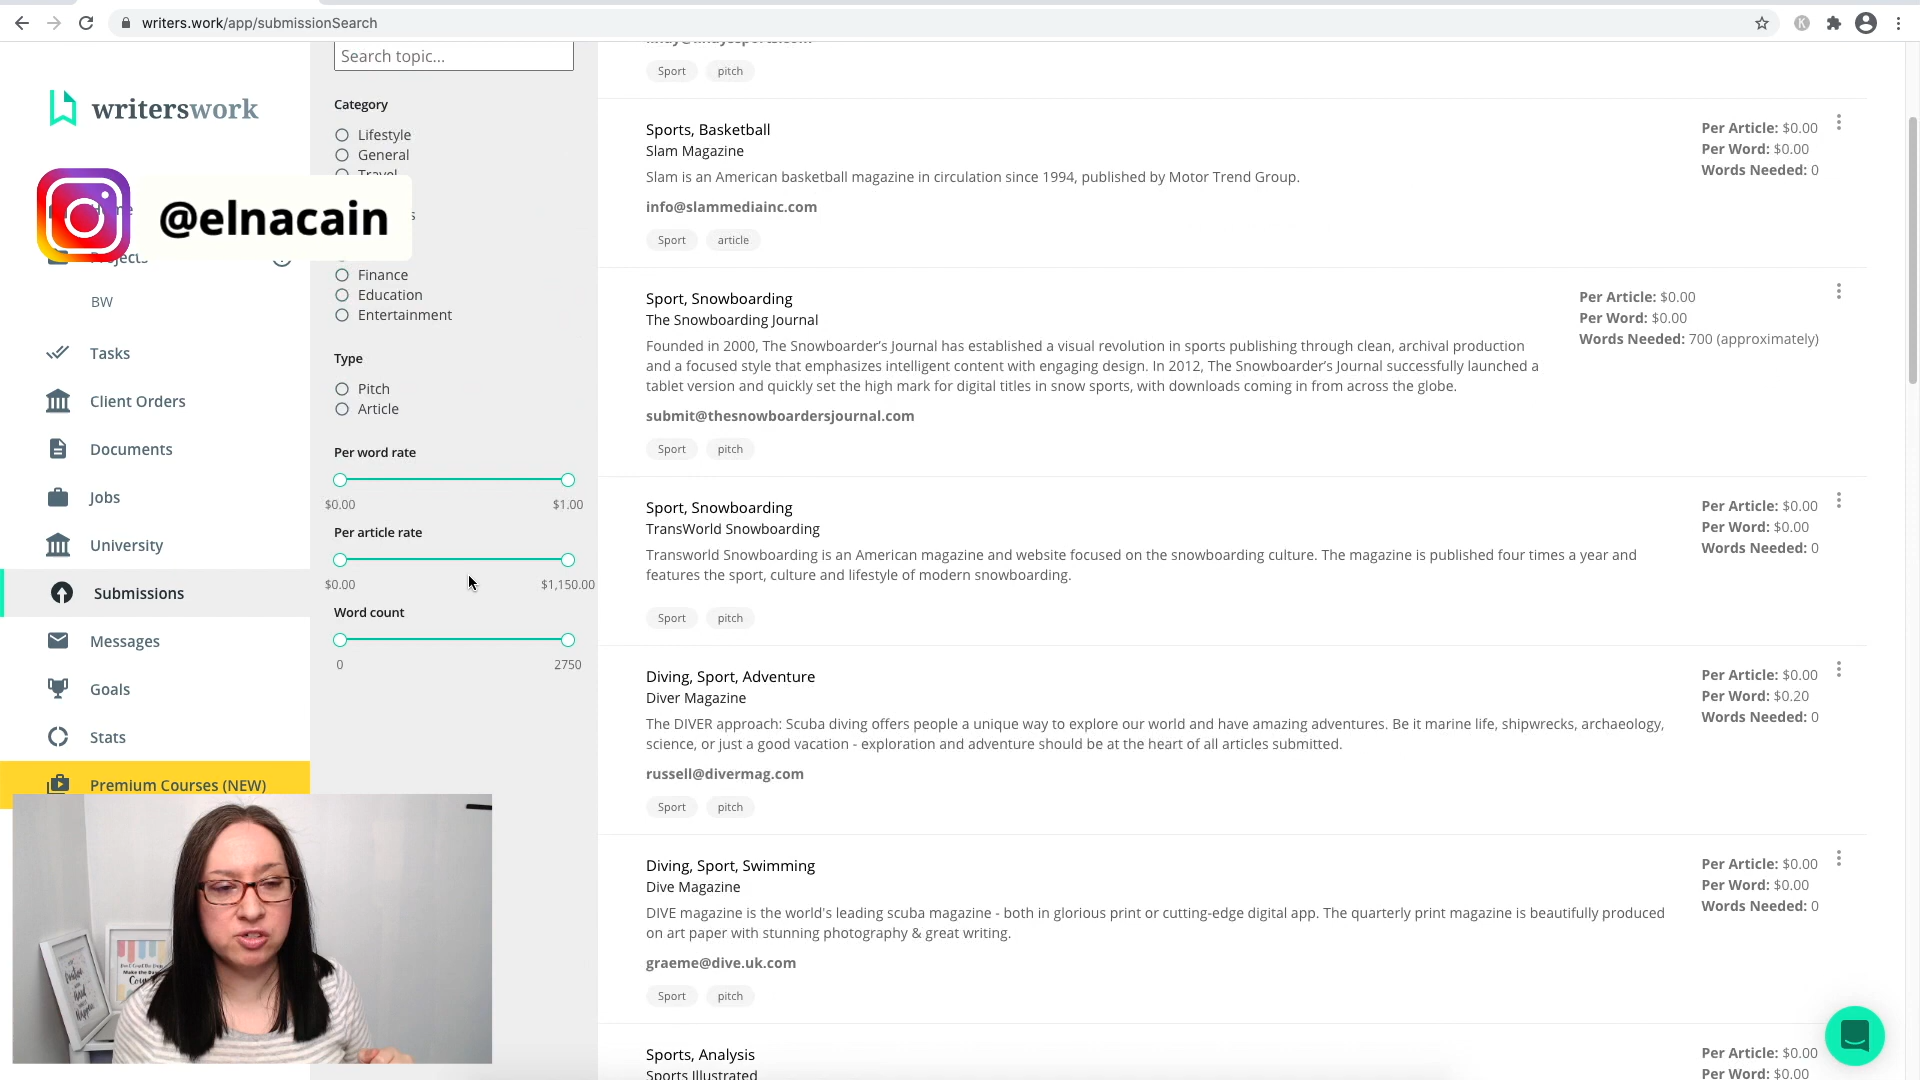 writers.work/app/submissionSearch
K
writerswork
@elnacain
Home
Projects
BW
Tasks
Client Orders
Documents
Jobs
University
Submissions
Messages
Goals
Stats
Premium Courses (NEW)
Search topic...
Category
Lifestyle
General
Travel
Finance
Education
Entertainment
Type
Pitch
Article
Per word rate
$0.00 $1.00
Per article rate
$0.00 $1,150.00
Word count
0 2750
Sport pitch
Sports, Basketball
Slam Magazine
Slam is an American basketball magazine in circulation since 1994, published by Motor Trend Group.
info@slammediainc.com
Sport article
Per Article: $0.00
Per Word: $0.00
Words Needed: 0
Sport, Snowboarding
The Snowboarding Journal
Founded in 2000, The Snowboarder's Journal has established a visual revolution in sports publishing through clean, archival production
and a focused style that emphasizes intelligent content with engaging design. In 2012, The Snowboarder's Journal successfully launched a
tablet version and quickly set the high mark for digital titles in snow sports, with downloads coming in from across the globe.
submit@thesnowboardersjournal.com
Sport pitch
Per Article: $0.00
Per Word: $0.00
Words Needed: 700 (approximately)
Sport, Snowboarding
TransWorld Snowboarding
Transworld Snowboarding is an American magazine and website focused on the snowboarding culture. The magazine is published four times a year and
features the sport, culture and lifestyle of modern snowboarding.
Sport pitch
Per Article: $0.00
Per Word: $0.00
Words Needed: 0
Diving, Sport, Adventure
Diver Magazine
The DIVER approach: Scuba diving offers people a unique way to explore our world and have amazing adventures. Be it marine life, shipwrecks, archaeology,
science, or just a good vacation - exploration and adventure should be at the heart of all articles submitted.
russell@divermag.com
Sport pitch
Per Article: $0.00
Per Word: $0.20
Words Needed: 0
Diving, Sport, Swimming
Dive Magazine
DIVE magazine is the world's leading scuba magazine - both in glorious print or cutting-edge digital app. The quarterly print magazine is beautifully produced
on art paper with stunning photography & great writing.
graeme@dive.uk.com
Sport pitch
Per Article: $0.00
Per Word: $0.00
Words Needed: 0
Sports, Analysis
Sports Illustrated
Per Article: $0.00
Per Word: $0.00